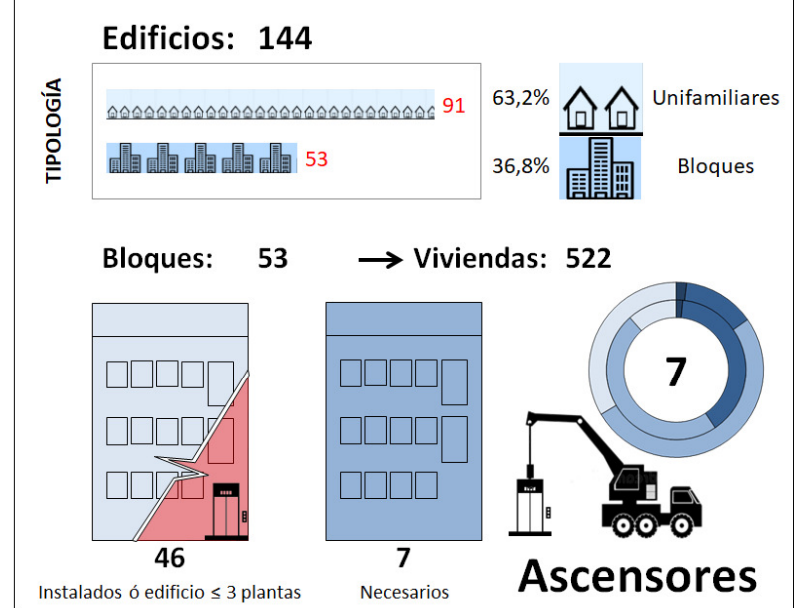 Edificios: 144
TIPOLOGÍA
91
63,2%
Unifamiliares
53
36,8%
Bloques
Bloques: 53 → Viviendas: 522
7
46
7
Instalados ó edificio ≤ 3 plantas
Necesarios
Ascensores